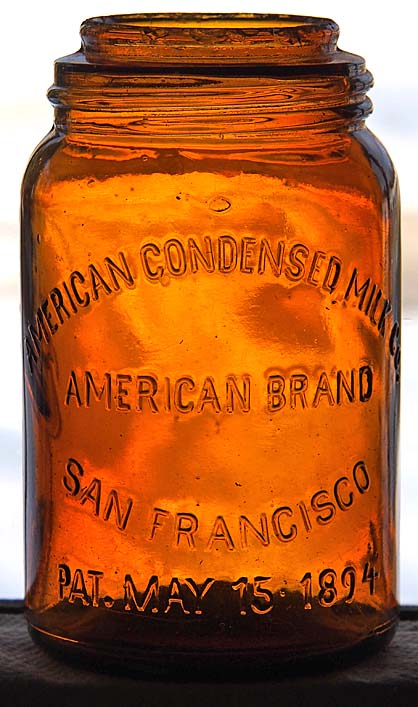 AMERICAN CONDENSED MILK CO.
AMERICAN BRAND
SAN FRANCISCO
PAT. MAY 15· 1894